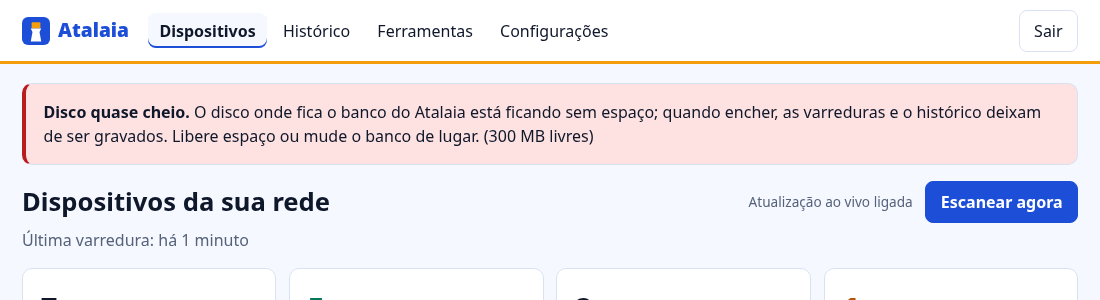 Atalaia
Dispositivos
Histórico
Ferramentas
Configurações
Sair
Disco quase cheio. O disco onde fica o banco do Atalaia está ficando sem espaço; quando encher, as varreduras e o histórico deixam
de ser gravados. Libere espaço ou mude o banco de lugar. (300 MB livres)
Dispositivos da sua rede
Atualização ao vivo ligada
Escanear agora
Última varredura: há 1 minuto